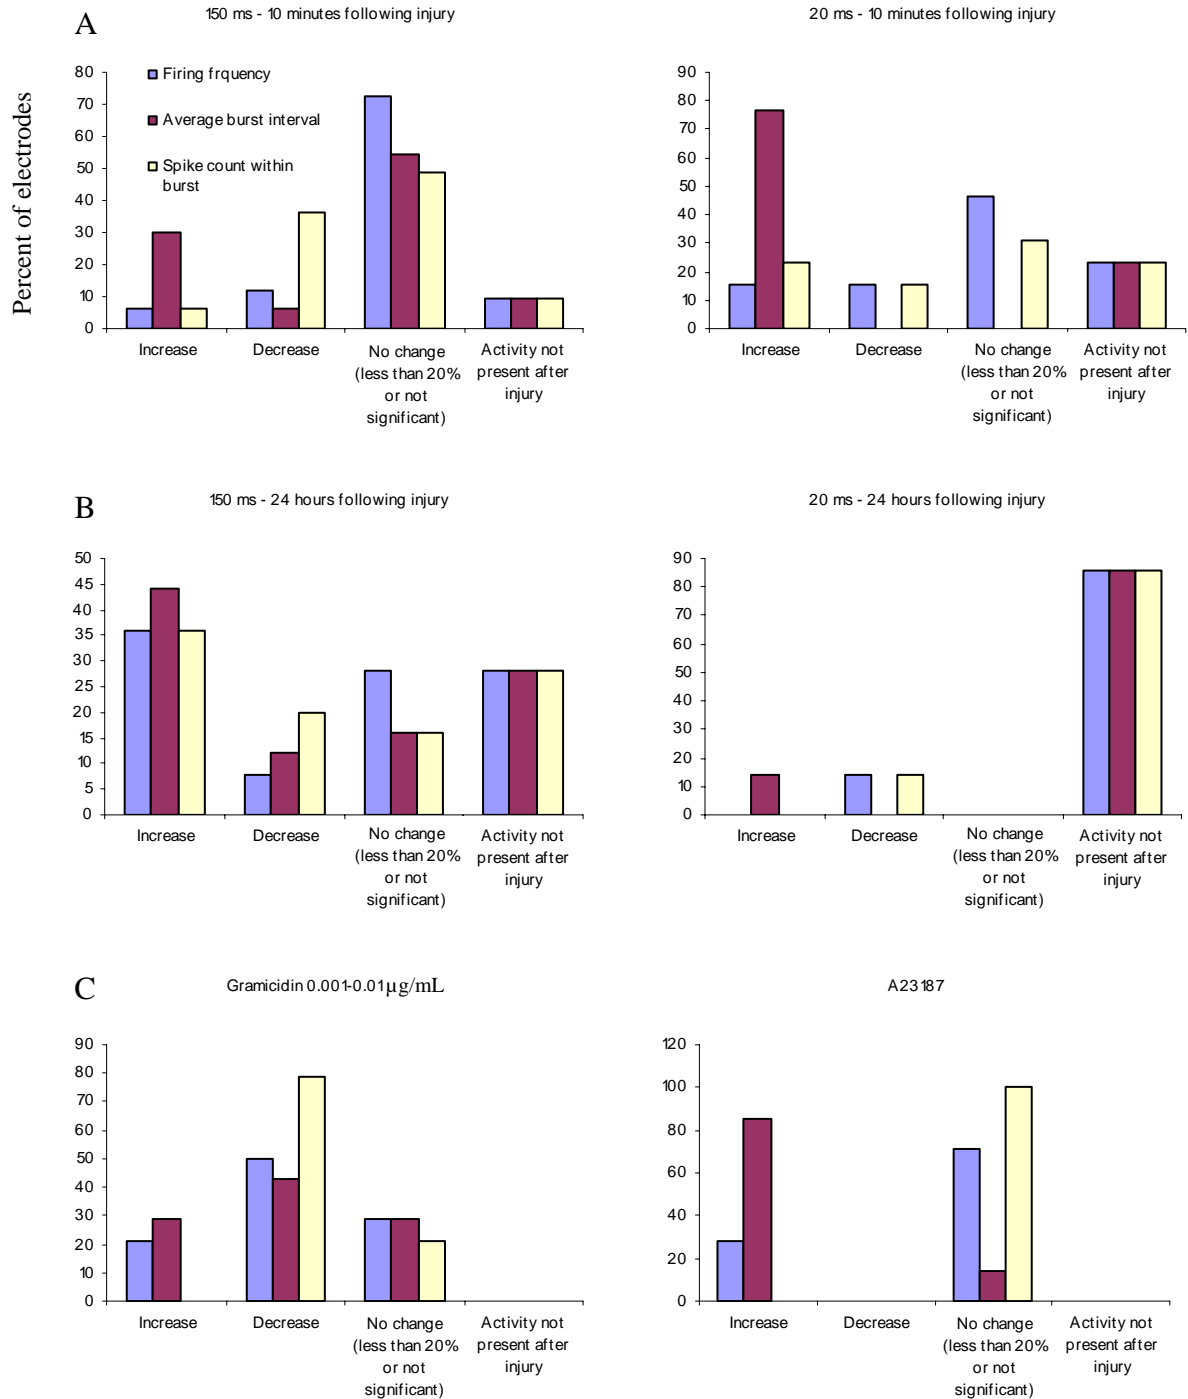 A
150 ms - 10 minutes following injury
20 ms - 10 minutes following injury
Percent of electrodes
80
70
60
50
40
30
20
10
0
Firing frquency
Average burst interval
Spike count within
burst
Increase
Decrease
No change
(less than 20%
or not
significant)
Activity not
present after
injury
90
80
70
60
50
40
30
20
10
0
Increase
Decrease
No change
(less than 20%
or not
significant)
Activity not
present after
injury
B
150 ms - 24 hours following injury
20 ms - 24 hours following injury
50
45
40
35
30
25
20
15
10
5
0
Increase
Decrease
No change
(less than 20%
or not
significant)
Activity not
present after
injury
90
80
70
60
50
40
30
20
10
0
Increase
Decrease
No change
(less than 20%
or not
significant)
Activity not
present after
injury
C
Gramicidin 0.001-0.01µg/mL
A23187
90
80
70
60
50
40
30
20
10
0
Increase
Decrease
No change
(less than 20%
or not
significant)
Activity not
present after
injury
120
100
80
60
40
20
0
Increase
Decrease
No change
(less than 20%
or not
significant)
Activity not
present after
injury